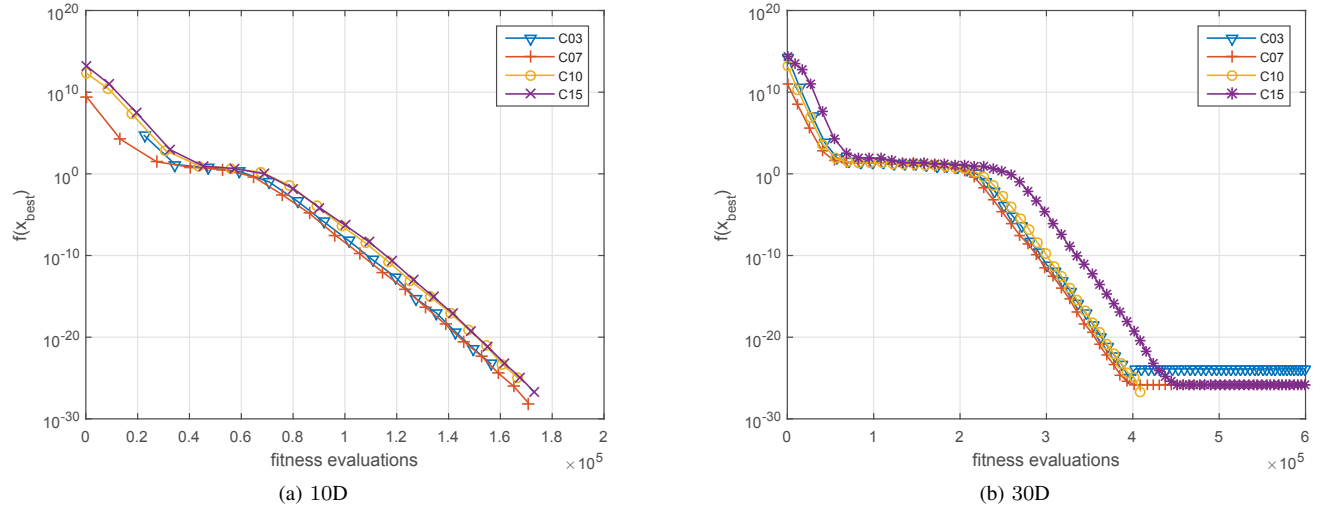 10^20
10^10
10^0
10^-10
10^-20
10^-30
f(x_best)
0 0.2 0.4 0.6 0.8 1 1.2 1.4 1.6 1.8 2
× 10^5
fitness evaluations
C03
C07
C10
C15
(a) 10D
10^20
10^10
10^0
10^-10
10^-20
10^-30
f(x_best)
0 1 2 3 4 5 6
× 10^5
fitness evaluations
C03
C07
C10
C15
(b) 30D